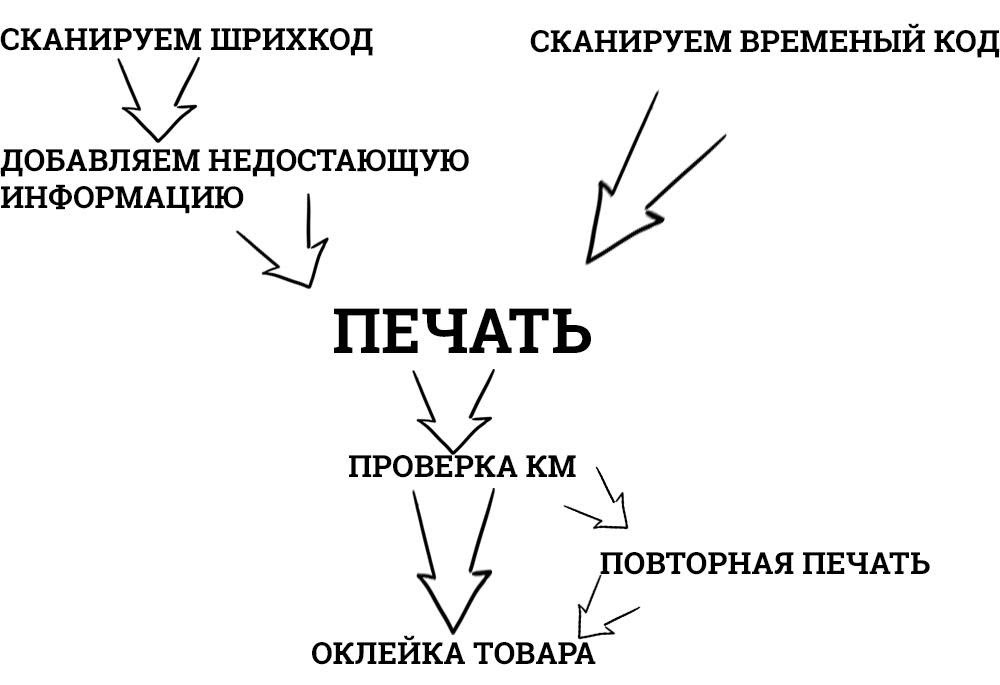 СКАНИРУЕМ ШРИХКОД
СКАНИРУЕМ ВРЕМЕНЫЙ КОД
ДОБАВЛЯЕМ НЕДОСТАЮЩУЮ
ИНФОРМАЦИЮ
ПЕЧАТЬ
ПРОВЕРКА КМ
ПОВТОРНАЯ ПЕЧАТЬ
ОКЛЕЙКА ТОВАРА